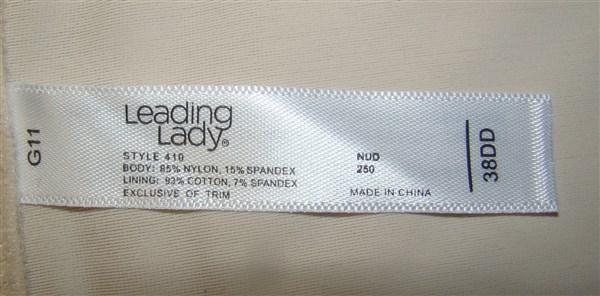 G11
Leading
Lady®
STYLE 410
BODY: 85% NYLON, 15% SPANDEX
LINING: 93% COTTON, 7% SPANDEX
EXCLUSIVE OF TRIM
NUD
250
MADE IN CHINA
38DD